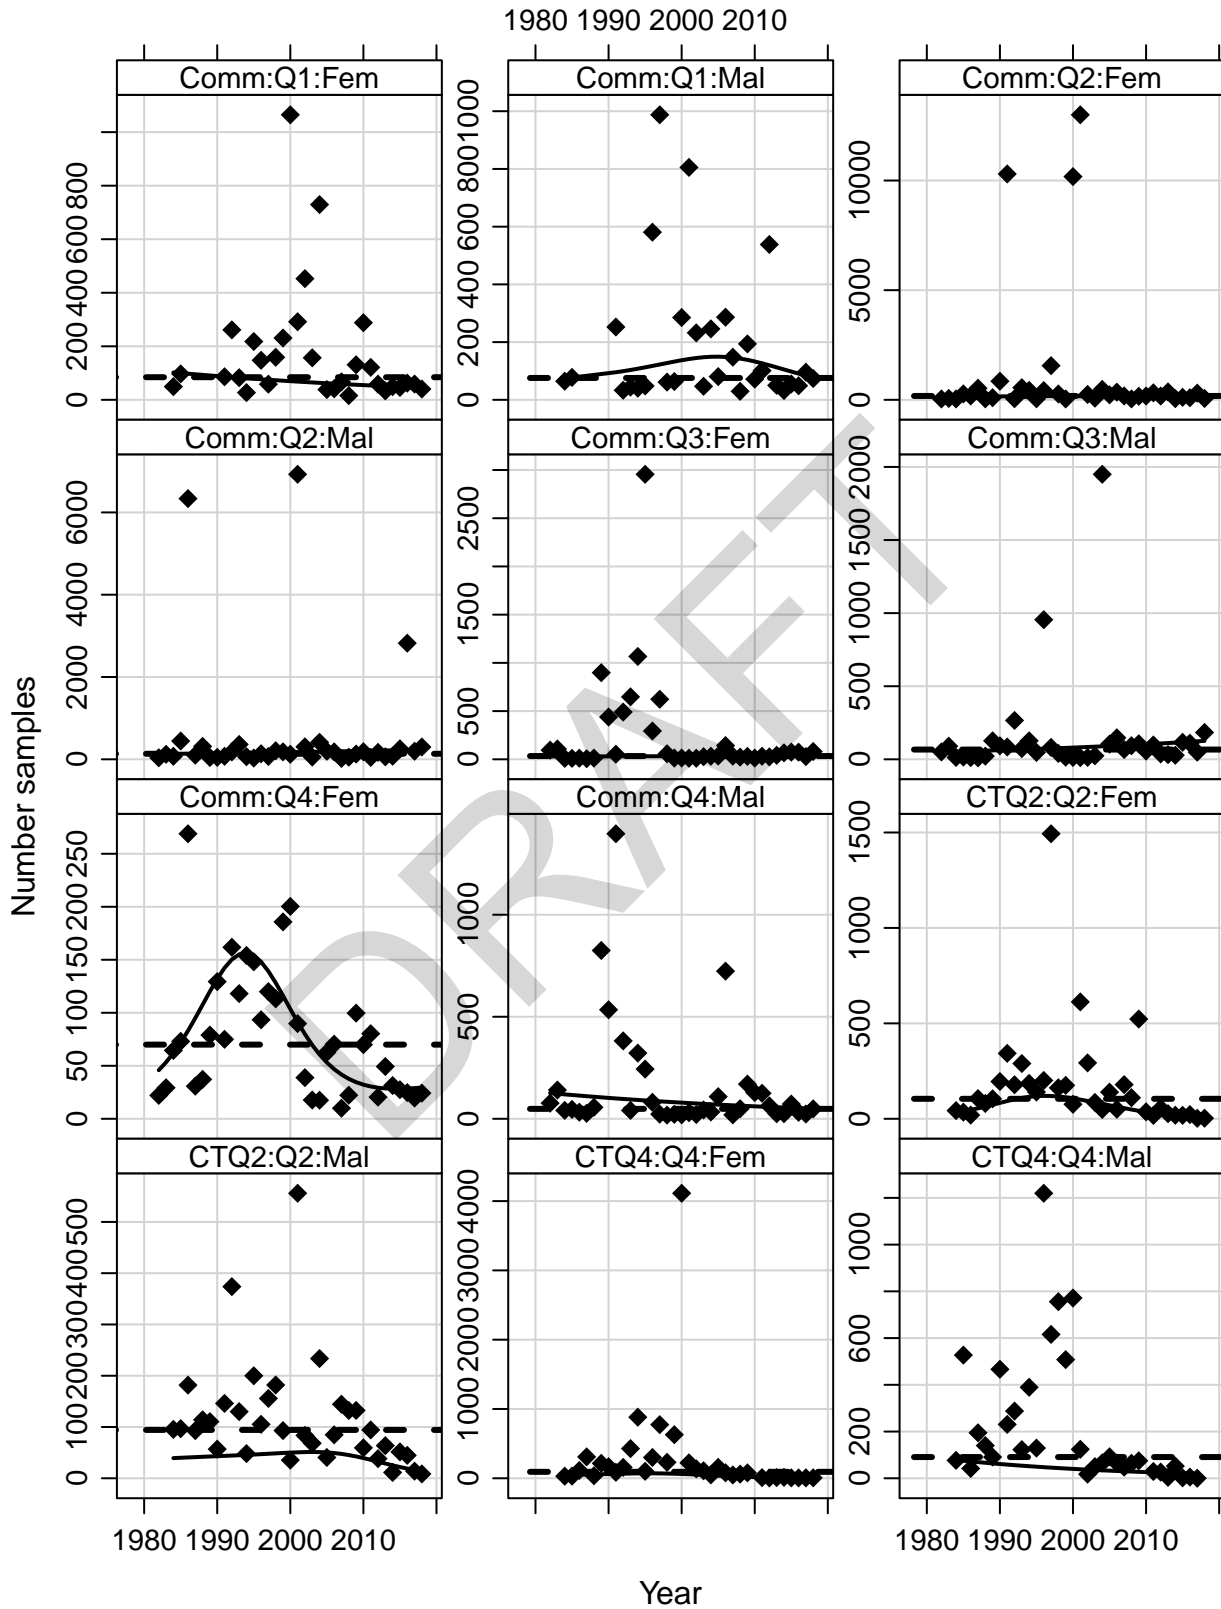 1980 1990 2000 2010
Comm:Q1:Fem
Comm:Q1:Mal
Comm:Q2:Fem
0 200 400 600 800
0 200 400 600 800 1000
0 5000 10000
Comm:Q2:Mal
Comm:Q3:Fem
Comm:Q3:Mal
0 2000 4000 6000
0 500 1500 2500
0 500 1000 1500 2000
Comm:Q4:Fem
Comm:Q4:Mal
CTQ2:Q2:Fem
0 50 100 150 200 250
0 500 1000
0 500 1000 1500
CTQ2:Q2:Mal
CTQ4:Q4:Fem
CTQ4:Q4:Mal
0 100 200 300 400 500
0 1000 2000 3000 4000
0 200 600 1000
1980 1990 2000 2010
1980 1990 2000 2010
Number samples
Year
DRAFT